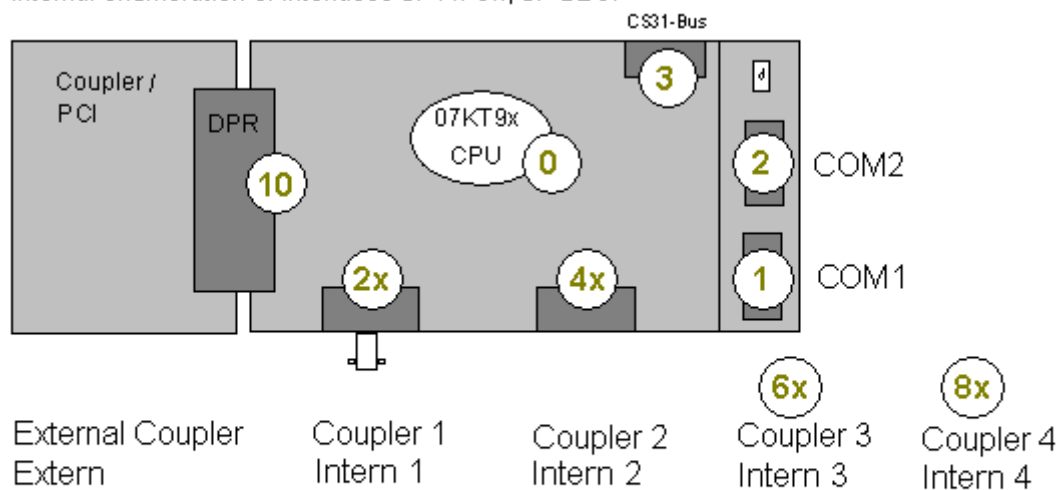 CS31-Bus
Coupler /
PCI
DPR
07KT9x
CPU
0
3
2
COM2
10
2x
4x
1
COM1
6x
8x
External Coupler
Extern
Coupler 1
Intern 1
Coupler 2
Intern 2
Coupler 3
Intern 3
Coupler 4
Intern 4